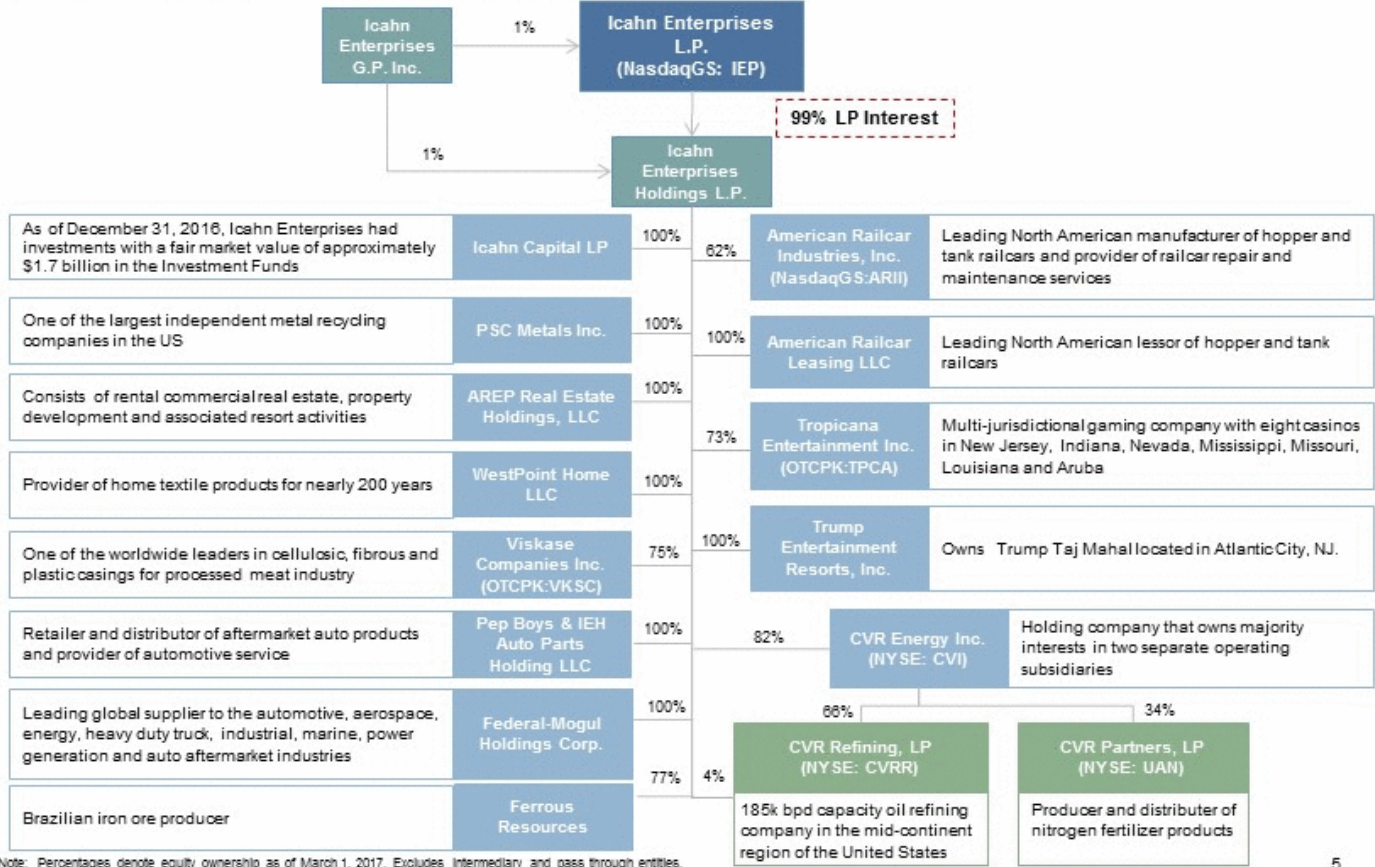 Icahn
Enterprises
G.P. Inc.
1%
Icahn Enterprises
L.P.
(NasdaqGS: IEP)
99% LP Interest
1%
Icahn
Enterprises
Holdings L.P.
As of December 31, 2016, Icahn Enterprises had
investments with a fair market value of approximately
$1.7 billion in the Investment Funds
Icahn Capital LP
100%
One of the largest independent metal recycling
companies in the US
PSC Metals Inc.
100%
Consists of rental commercial real estate, property
development and associated resort activities
AREP Real Estate
Holdings, LLC
100%
Provider of home textile products for nearly 200 years
WestPoint Home
LLC
100%
One of the worldwide leaders in cellulosic, fibrous and
plastic casings for processed meat industry
Viskase
Companies Inc.
(OTCPK:VKSC)
75%
Retailer and distributor of aftermarket auto products
and provider of automotive service
Pep Boys & IEH
Auto Parts
Holding LLC
100%
Leading global supplier to the automotive, aerospace,
energy, heavy duty truck, industrial, marine, power
generation and auto aftermarket industries
Federal-Mogul
Holdings Corp.
100%
Brazilian iron ore producer
Ferrous
Resources
77%
62%
American Railcar
Industries, Inc.
(NasdaqGS:ARII)
Leading North American manufacturer of hopper and
tank railcars and provider of railcar repair and
maintenance services
100%
American Railcar
Leasing LLC
Leading North American lessor of hopper and tank
railcars
73%
Tropicana
Entertainment Inc.
(OTCPK:TPCA)
Multi-jurisdictional gaming company with eight casinos
in New Jersey, Indiana, Nevada, Mississippi, Missouri,
Louisiana and Aruba
100%
Trump
Entertainment
Resorts, Inc.
Owns Trump Taj Mahal located in Atlantic City, NJ.
82%
CVR Energy Inc.
(NYSE: CVI)
Holding company that owns majority
interests in two separate operating
subsidiaries
66%
34%
4%
CVR Refining, LP
(NYSE: CVRR)
185k bpd capacity oil refining
company in the mid-continent
region of the United States
CVR Partners, LP
(NYSE: UAN)
Producer and distributer of
nitrogen fertilizer products
Note: Percentages denote equity ownership as of March 1, 2017. Excludes intermediary and pass through entities.
5